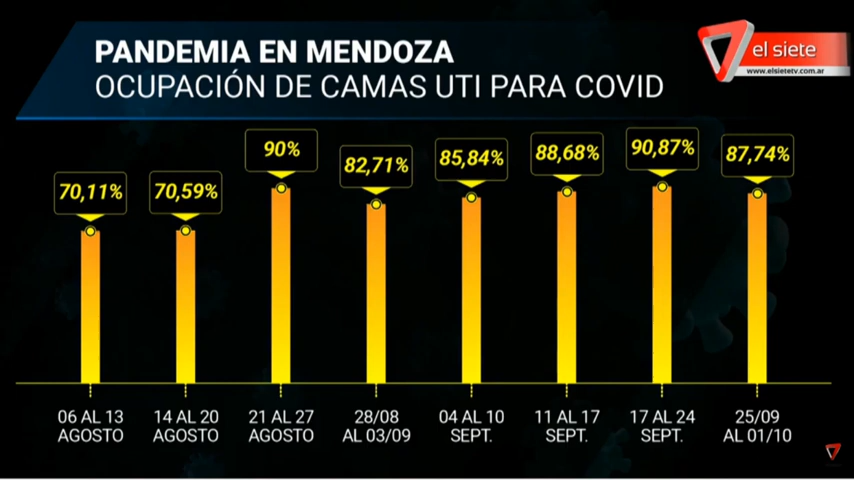 PANDEMIA EN MENDOZA
OCUPACIÓN DE CAMAS UTI PARA COVID
el siete
www.elsietetv.com.ar
70,11%
70,59%
90%
82,71%
85,84%
88,68%
90,87%
87,74%
06 AL 13
AGOSTO
14 AL 20
AGOSTO
21 AL 27
AGOSTO
28/08
AL 03/09
04 AL 10
SEPT.
11 AL 17
SEPT.
17 AL 24
SEPT.
25/09
AL 01/10